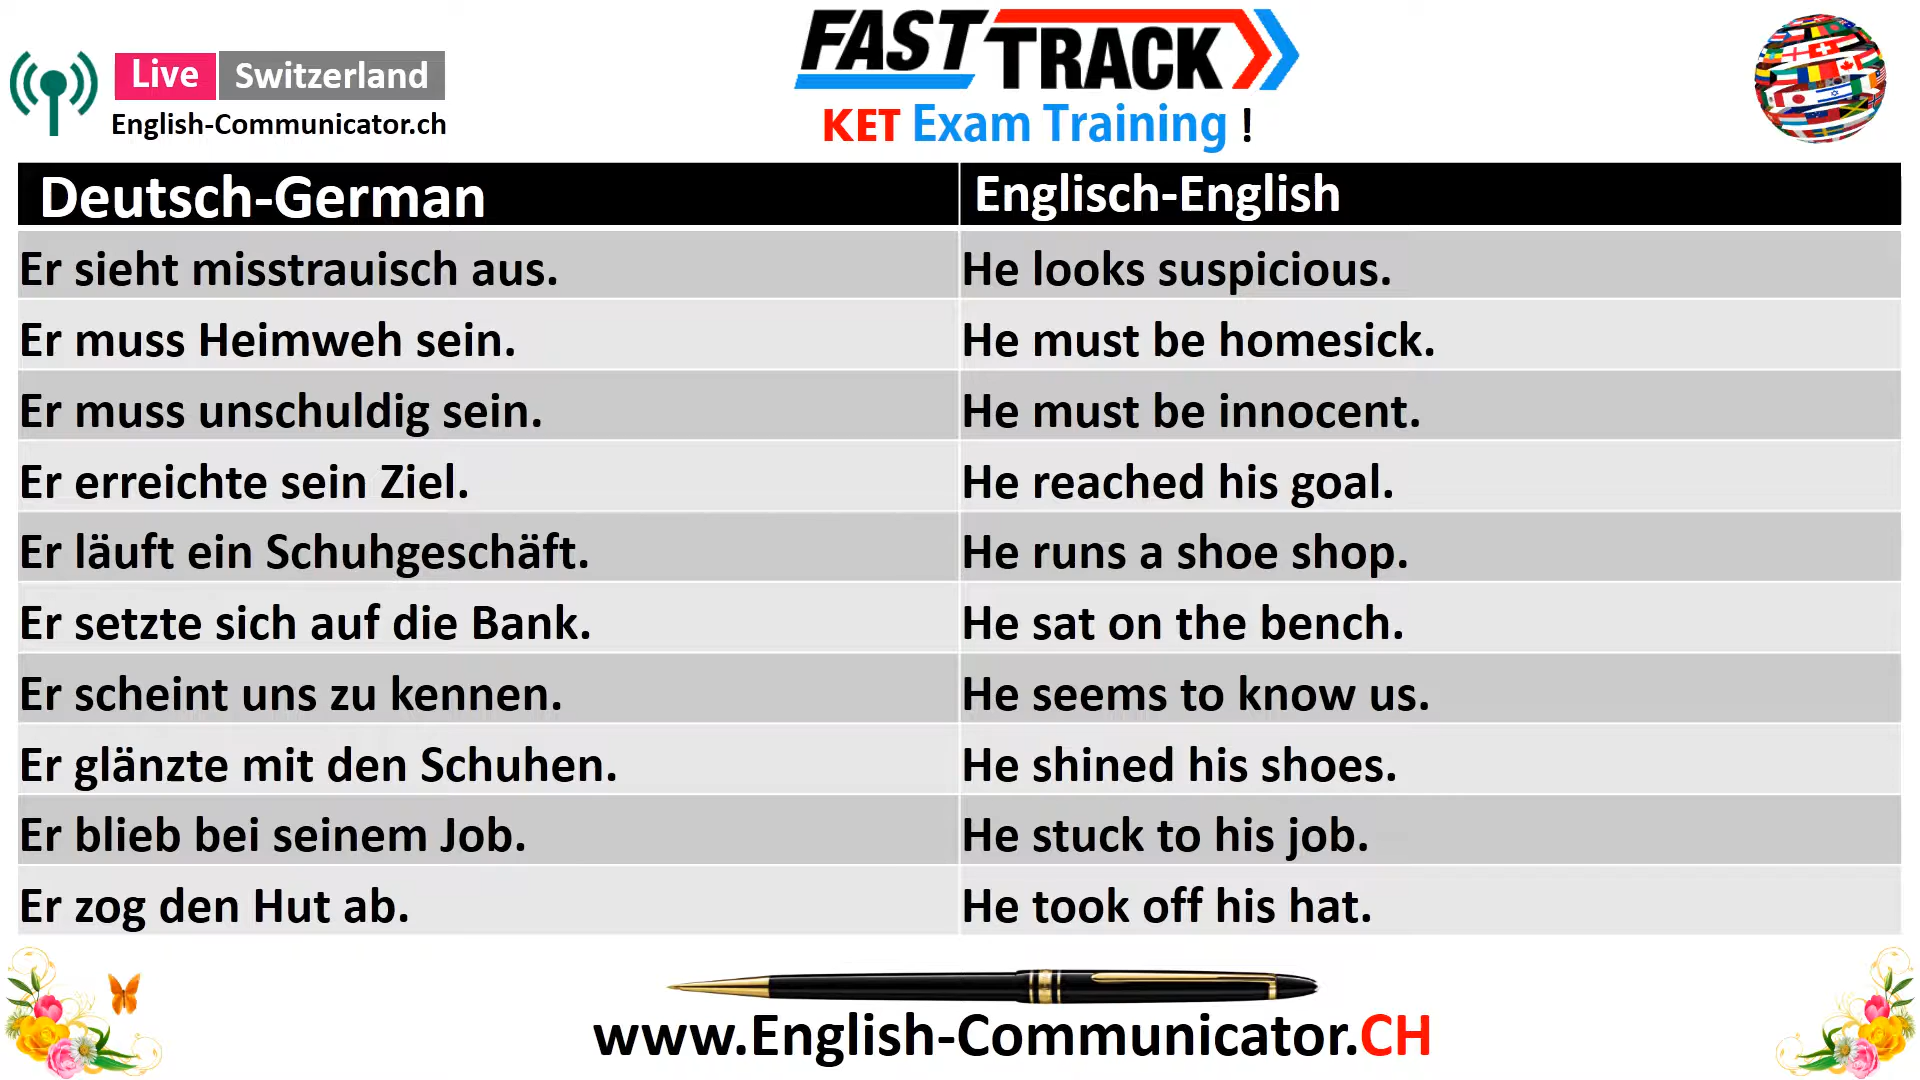 Live Switzerland
English-Communicator.ch
FAST TRACK
KET Exam Training !
Deutsch-German Englisch-English
Er sieht misstrauisch aus. He looks suspicious.
Er muss Heimweh sein. He must be homesick.
Er muss unschuldig sein. He must be innocent.
Er erreichte sein Ziel. He reached his goal.
Er läuft ein Schuhgeschäft. He runs a shoe shop.
Er setzte sich auf die Bank. He sat on the bench.
Er scheint uns zu kennen. He seems to know us.
Er glänzte mit den Schuhen. He shined his shoes.
Er blieb bei seinem Job. He stuck to his job.
Er zog den Hut ab. He took off his hat.
www.English-Communicator.CH